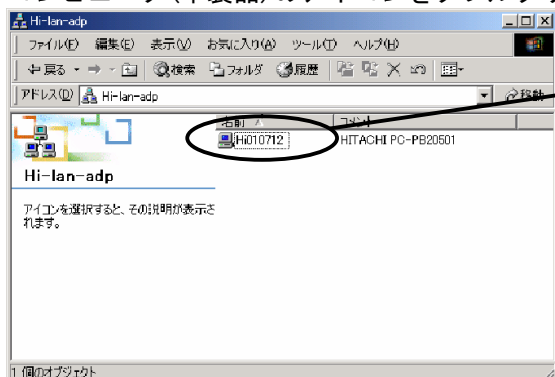 Hi-lan-adp
ファイル(F) 編集(E) 表示(V) お気に入り(A) ツール(T) ヘルプ(H)
戻る 検索 フォルダ 履歴
アドレス(D) Hi-lan-adp 移動
名前 コメント
Hi010712 HITACHI PC-PB20501
Hi-lan-adp
アイコンを選択すると、その説明が表示さ
れます。
1 個のオブジェクト